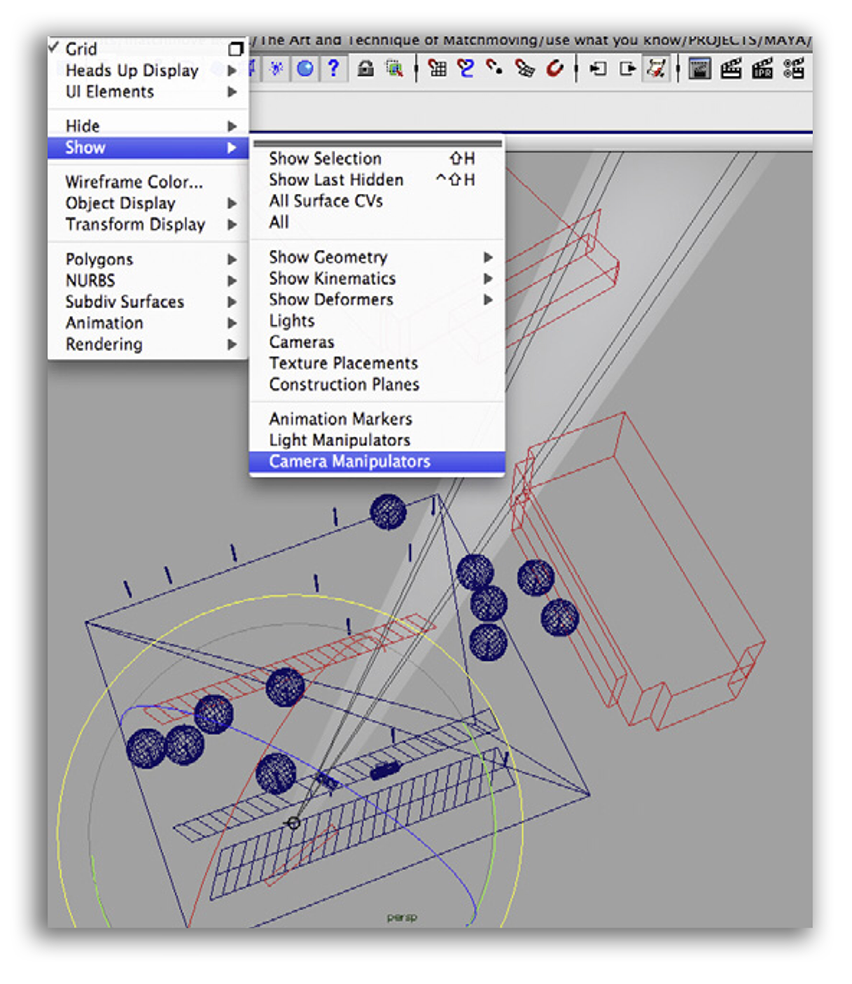 Grid
/The Art and Technique of Matchmoving/use what you know/PROJECTS/MAYA/
Heads Up Display
UI Elements
?
IPR
Hide
Show
Wireframe Color...
Object Display
Transform Display
Polygons
NURBS
Subdiv Surfaces
Animation
Rendering
Show Selection ⇧H
Show Last Hidden ^⇧H
All Surface CVs
All
Show Geometry
Show Kinematics
Show Deformers
Lights
Cameras
Texture Placements
Construction Planes
Animation Markers
Light Manipulators
Camera Manipulators
persp